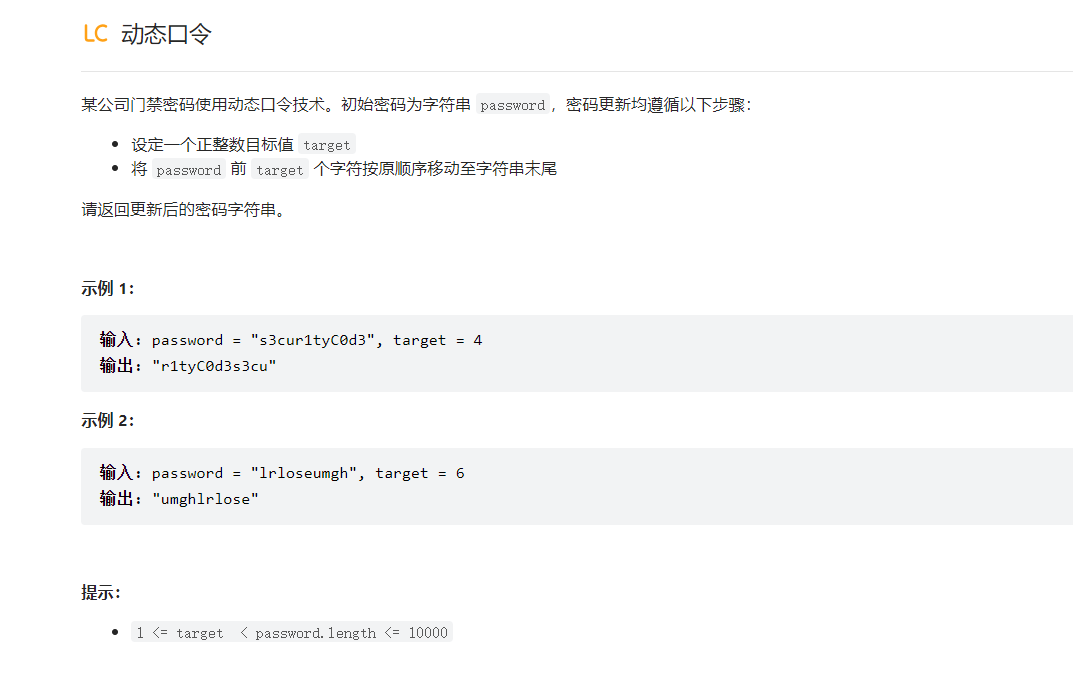 LC 动态口令
某公司门禁密码使用动态口令技术。初始密码为字符串 password，密码更新均遵循以下步骤：
设定一个正整数目标值 target
将 password 前 target 个字符按原顺序移动至字符串末尾
请返回更新后的密码字符串。
示例 1：
输入: password = "s3cur1tyC0d3", target = 4
输出: "r1tyC0d3s3cu"
示例 2：
输入: password = "lrloseumgh", target = 6
输出: "umghlrlose"
提示：
1 <= target < password.length <= 10000